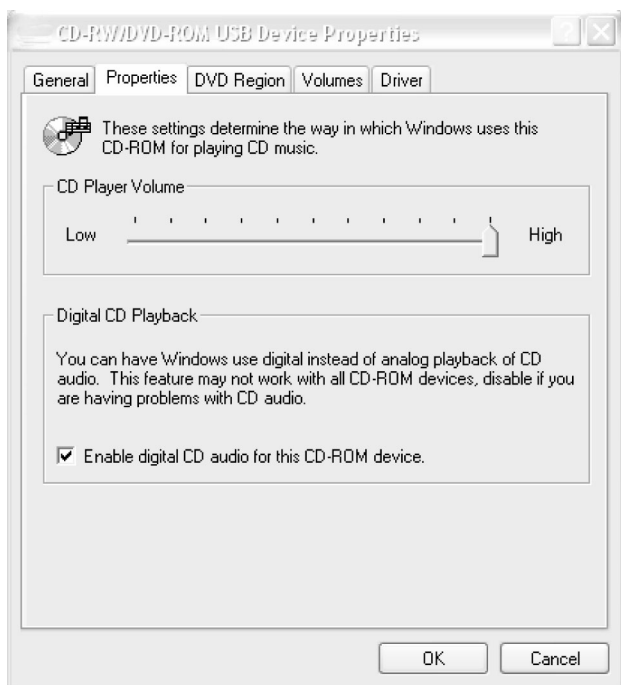 CD-RW/DVD-ROM USB Device Properties
General Properties DVD Region Volumes Driver
These settings determine the way in which Windows uses this
CD-ROM for playing CD music.
CD Player Volume
Low High
Digital CD Playback
You can have Windows use digital instead of analog playback of CD
audio. This feature may not work with all CD-ROM devices, disable if you
are having problems with CD audio.
Enable digital CD audio for this CD-ROM device.
OK Cancel